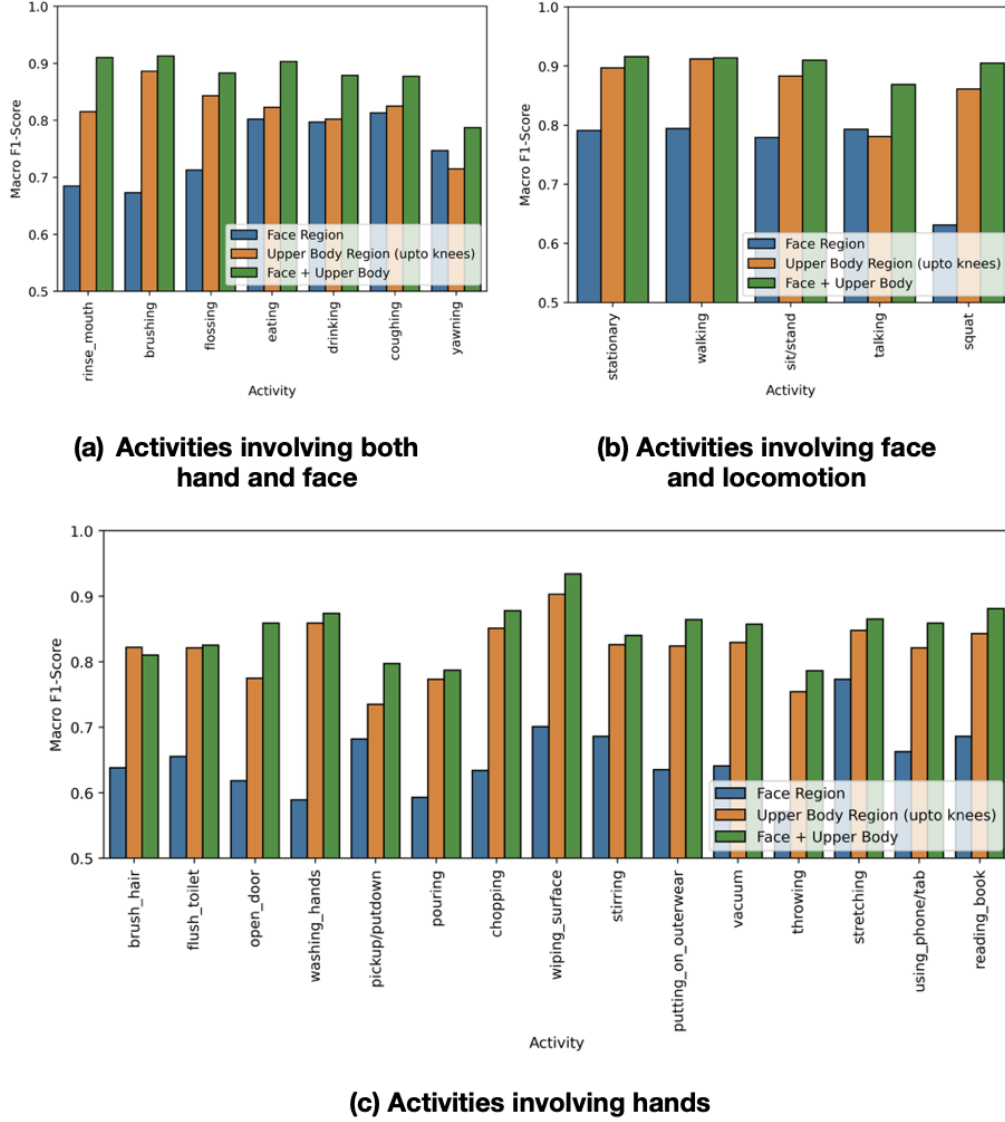 1.0
0.9
0.8
0.7
0.6
0.5
Macro F1-Score
Face Region
Upper Body Region (upto knees)
Face + Upper Body
rinse_mouth
brushing
flossing
eating
drinking
coughing
yawning
Activity
(a) Activities involving both
hand and face
1.0
0.9
0.8
0.7
0.6
0.5
Macro F1-Score
Face Region
Upper Body Region (upto knees)
Face + Upper Body
stationary
walking
sit/stand
talking
squat
Activity
(b) Activities involving face
and locomotion
1.0
0.9
0.8
0.7
0.6
0.5
Macro F1-Score
Face Region
Upper Body Region (upto knees)
Face + Upper Body
brush_hair
flush_toilet
open_door
washing_hands
pickup/putdown
pouring
chopping
wiping_surface
stirring
putting_on_outerwear
vacuum
throwing
stretching
using_phone/tab
reading_book
Activity
(c) Activities involving hands